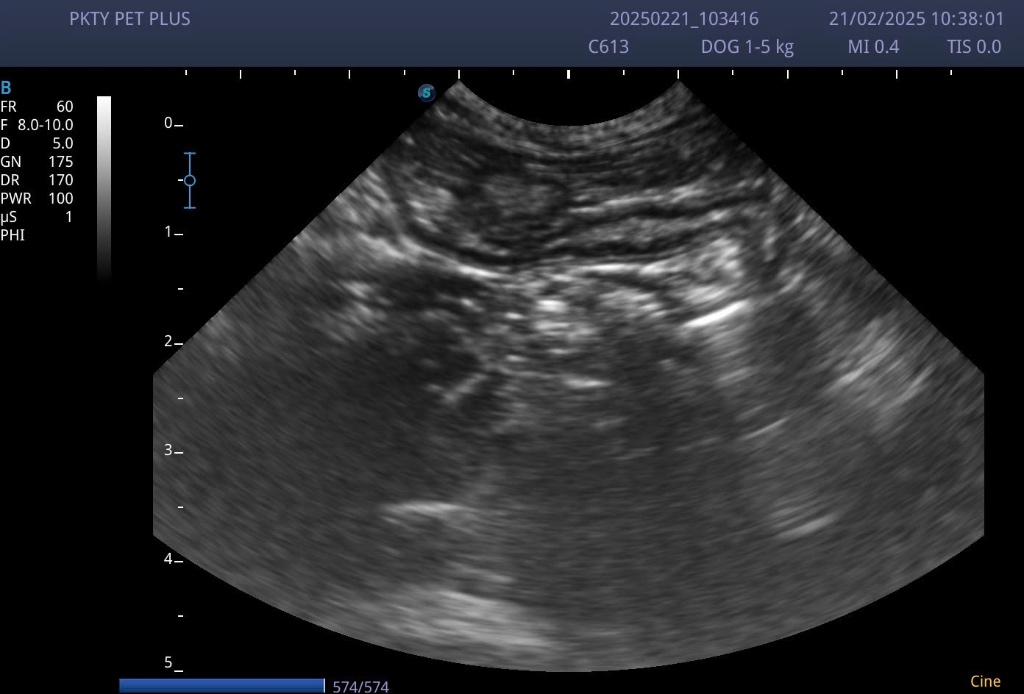 PKTY PET PLUS
20250221_103416
21/02/2025 10:38:01
C613
DOG 1-5 kg
MI 0.4
TIS 0.0
B
S
FR 60
F 8.0-10.0
D 5.0
GN 175
DR 170
PWR 100
µS 1
PHI
0
1
2
3
4
5
574/574
Cine